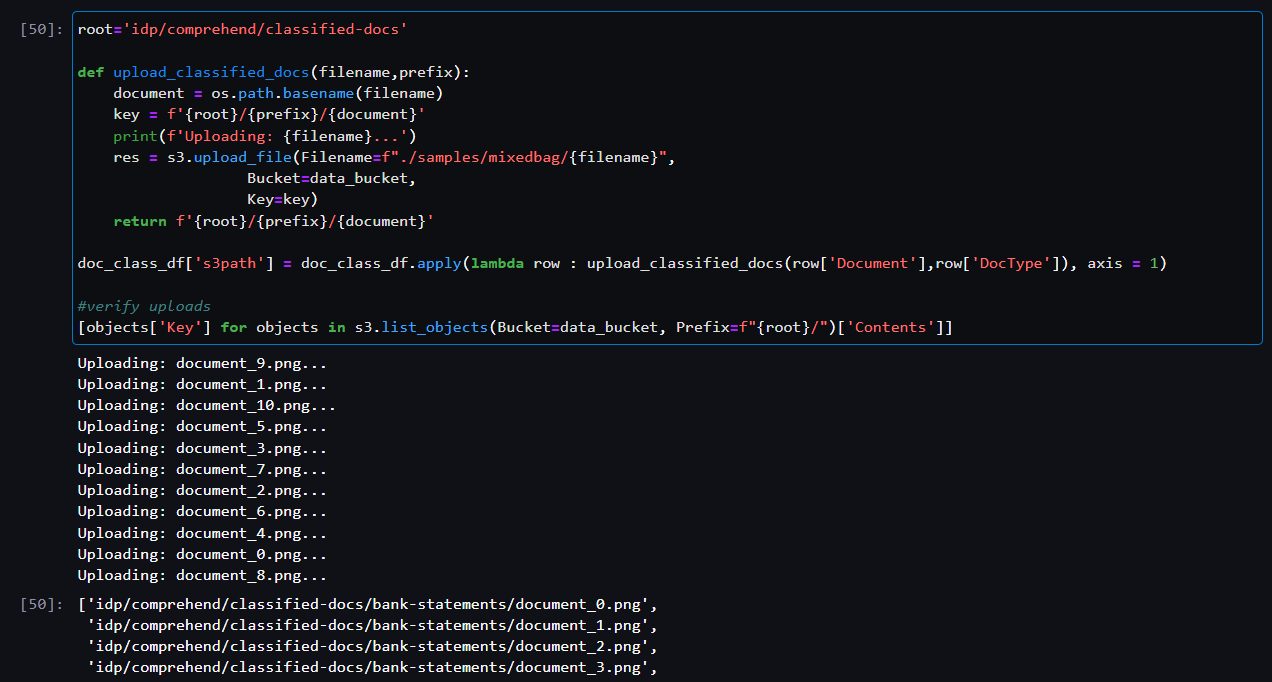 [50]: root='idp/comprehend/classified-docs'
def upload_classified_docs(filename,prefix):
    document = os.path.basename(filename)
    key = f'{root}/{prefix}/{document}'
    print(f'Uploading: {filename}...')
    res = s3.upload_file(Filename=f"./samples/mixedbag/{filename}",
                   Bucket=data_bucket,
                   Key=key)
    return f'{root}/{prefix}/{document}'
doc_class_df['s3path'] = doc_class_df.apply(lambda row : upload_classified_docs(row['Document'],row['DocType']), axis = 1)
#verify uploads
[objects['Key'] for objects in s3.list_objects(Bucket=data_bucket, Prefix=f"{root}/")['Contents']]
Uploading: document_9.png...
Uploading: document_1.png...
Uploading: document_10.png...
Uploading: document_5.png...
Uploading: document_3.png...
Uploading: document_7.png...
Uploading: document_2.png...
Uploading: document_6.png...
Uploading: document_4.png...
Uploading: document_0.png...
Uploading: document_8.png...
[50]: ['idp/comprehend/classified-docs/bank-statements/document_0.png',
 'idp/comprehend/classified-docs/bank-statements/document_1.png',
 'idp/comprehend/classified-docs/bank-statements/document_2.png',
 'idp/comprehend/classified-docs/bank-statements/document_3.png',